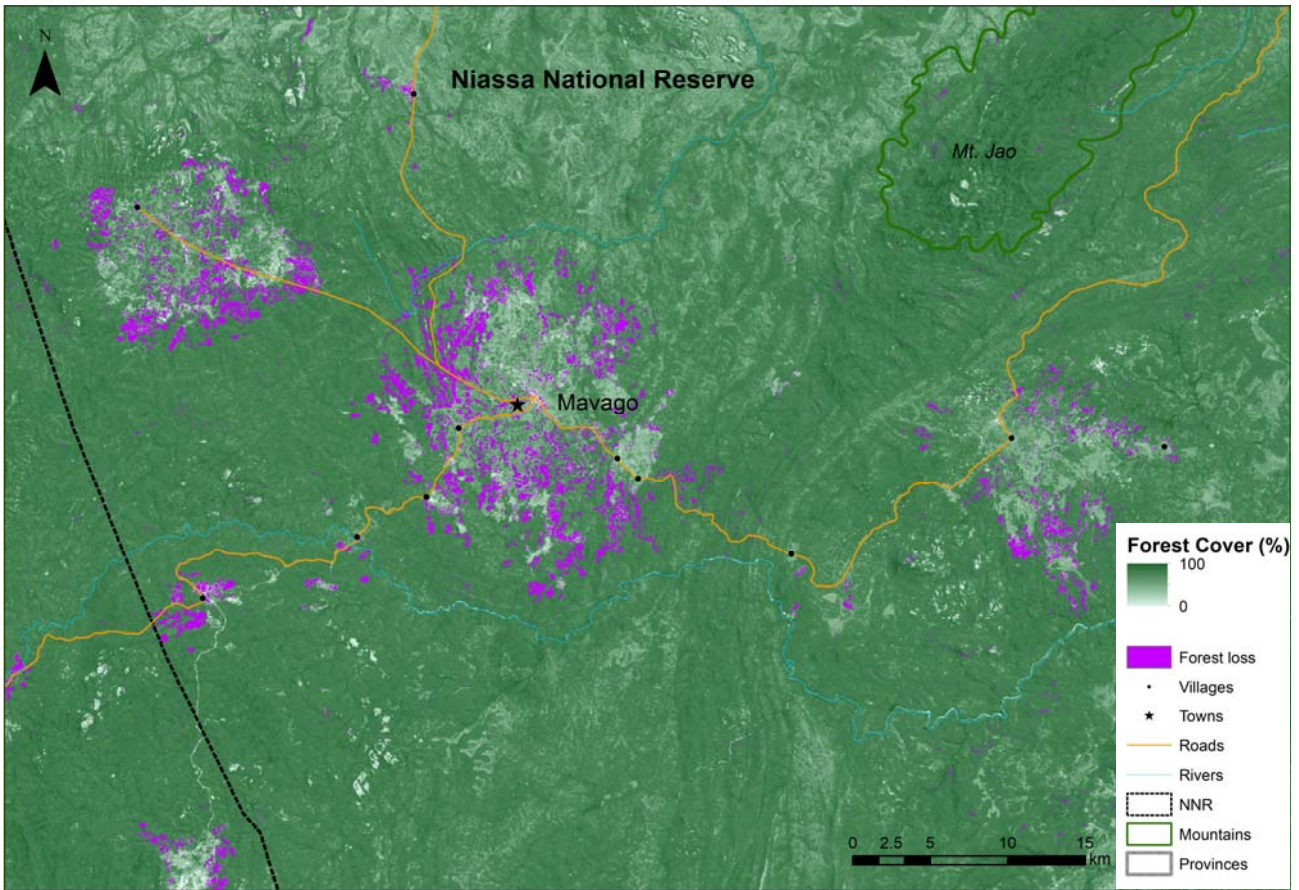 N
Niassa National Reserve
Mt. Jao
Mavago
Forest Cover (%)
100
0
Forest loss
Villages
Towns
Roads
Rivers
NNR
Mountains
Provinces
0 2.5 5 10 15
km